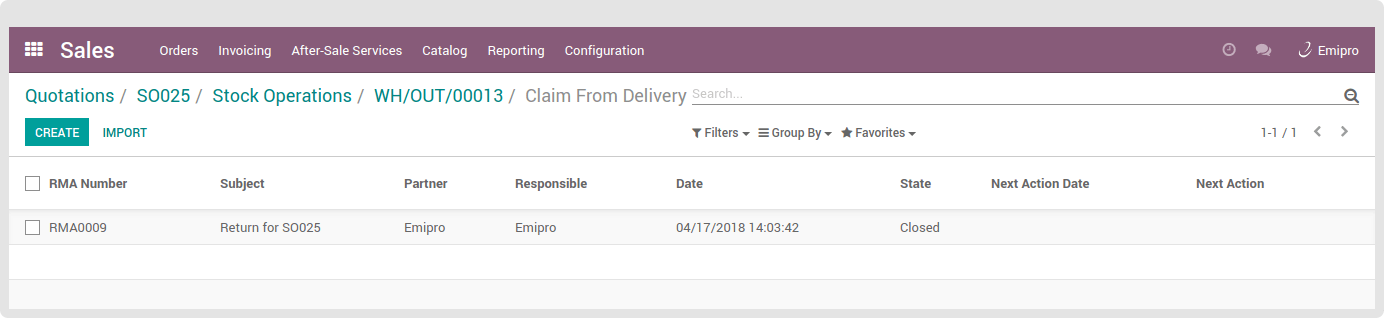 Sales Orders Invoicing After-Sale Services Catalog Reporting Configuration Emipro
Quotations / SO025 / Stock Operations / WH/OUT/00013 / Claim From Delivery Search...
CREATE IMPORT Filters Group By Favorites 1-1 / 1
RMA Number Subject Partner Responsible Date State Next Action Date Next Action
RMA0009 Return for SO025 Emipro Emipro 04/17/2018 14:03:42 Closed